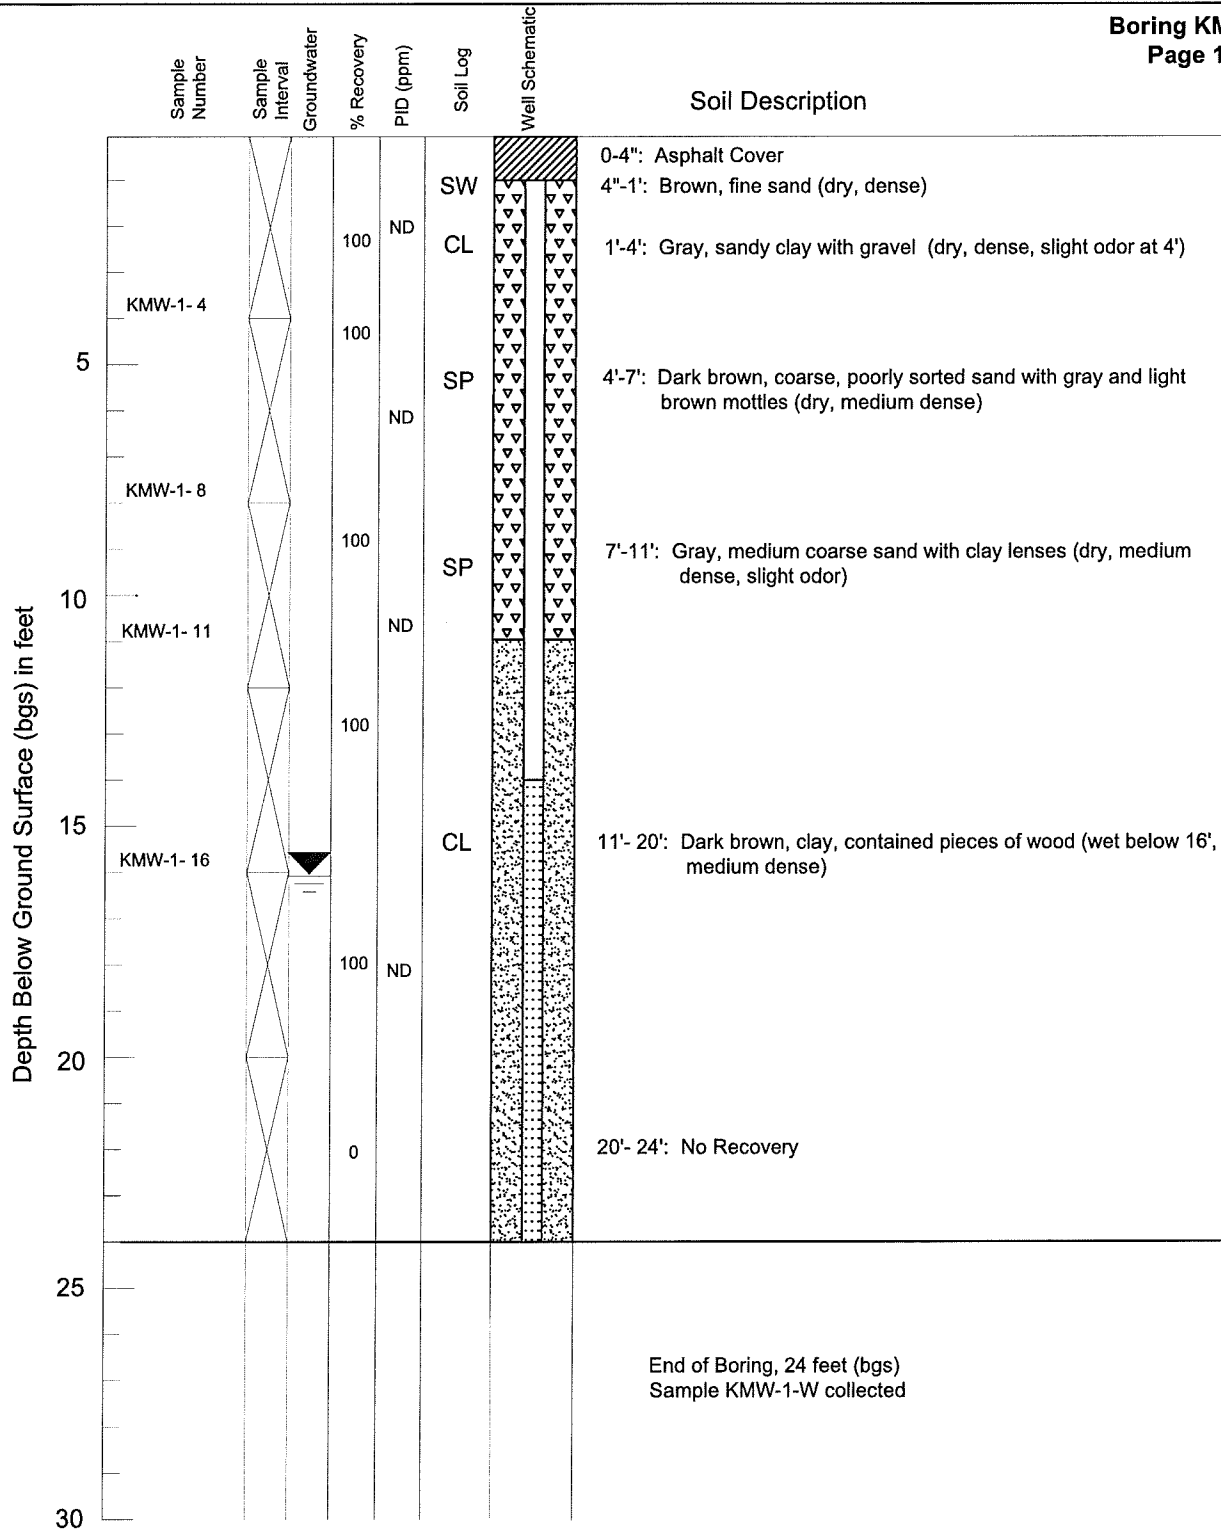 Boring KM
Page 1
Sample Number
Sample Interval
Groundwater
% Recovery
PID (ppm)
Soil Log
Well Schematic
Soil Description
0-4": Asphalt Cover
SW
4"-1': Brown, fine sand (dry, dense)
ND
100
CL
1'-4': Gray, sandy clay with gravel (dry, dense, slight odor at 4')
KMW-1- 4
100
5
SP
4'-7': Dark brown, coarse, poorly sorted sand with gray and light
brown mottles (dry, medium dense)
ND
KMW-1- 8
100
SP
7'-11': Gray, medium coarse sand with clay lenses (dry, medium
dense, slight odor)
10
KMW-1- 11
ND
100
Depth Below Ground Surface (bgs) in feet
15
KMW-1- 16
CL
11'- 20': Dark brown, clay, contained pieces of wood (wet below 16',
medium dense)
100
ND
20
0
20'- 24': No Recovery
25
End of Boring, 24 feet (bgs)
Sample KMW-1-W collected
30